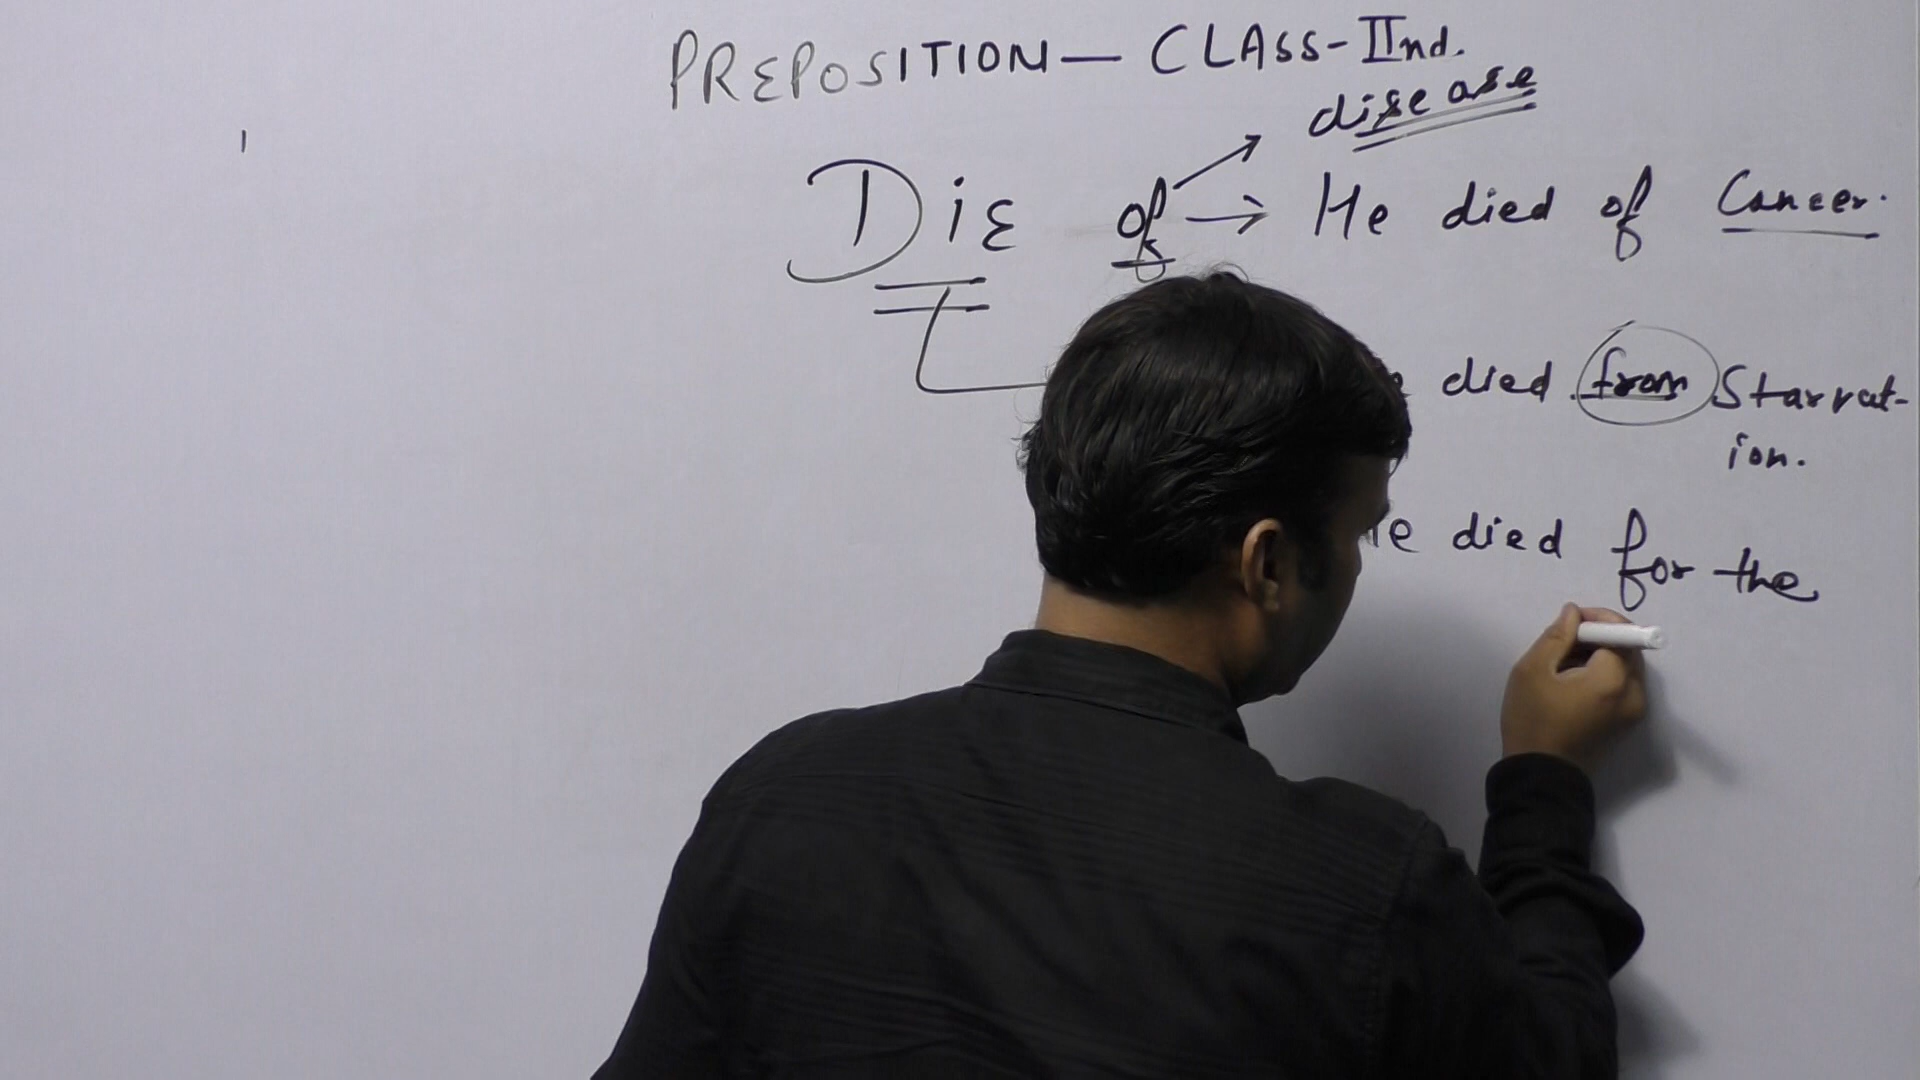 PREPOSITION — CLASS-IInd.
disease
DiE of → He died of Cancer.
died from Starvat-
ion.
died for the